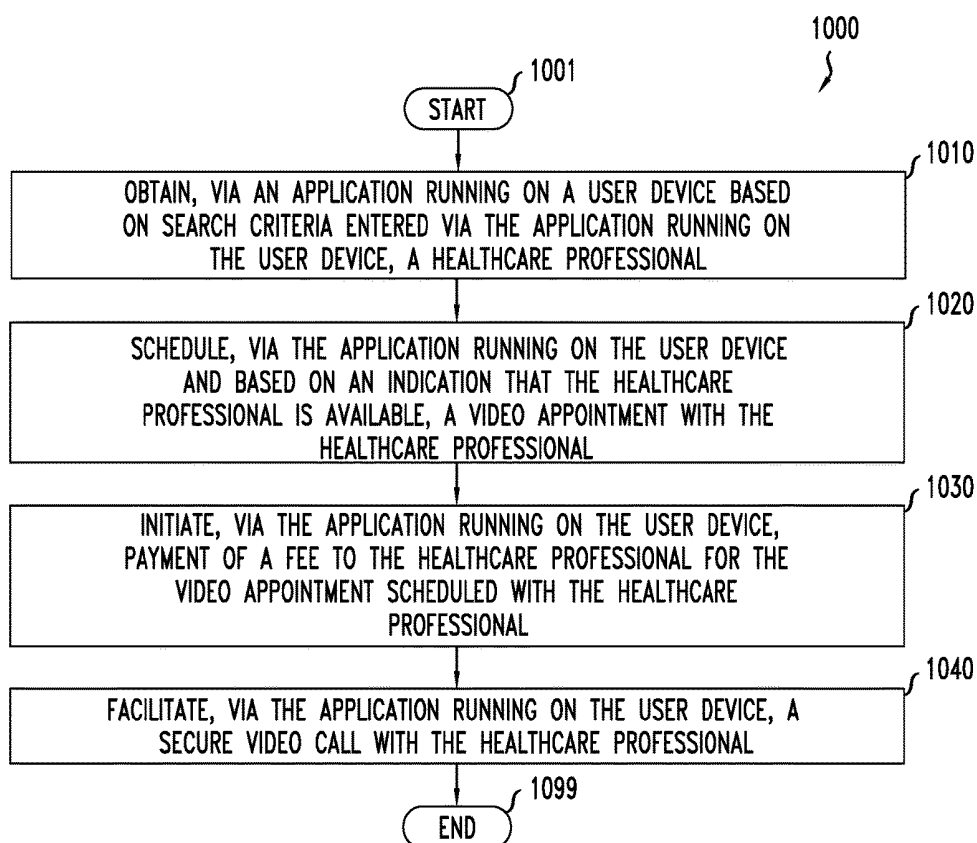 1000
1001
START
1010
OBTAIN, VIA AN APPLICATION RUNNING ON A USER DEVICE BASED
ON SEARCH CRITERIA ENTERED VIA THE APPLICATION RUNNING ON
THE USER DEVICE, A HEALTHCARE PROFESSIONAL
1020
SCHEDULE, VIA THE APPLICATION RUNNING ON THE USER DEVICE
AND BASED ON AN INDICATION THAT THE HEALTHCARE
PROFESSIONAL IS AVAILABLE, A VIDEO APPOINTMENT WITH THE
HEALTHCARE PROFESSIONAL
1030
INITIATE, VIA THE APPLICATION RUNNING ON THE USER DEVICE,
PAYMENT OF A FEE TO THE HEALTHCARE PROFESSIONAL FOR THE
VIDEO APPOINTMENT SCHEDULED WITH THE HEALTHCARE
PROFESSIONAL
1040
FACILITATE, VIA THE APPLICATION RUNNING ON THE USER DEVICE, A
SECURE VIDEO CALL WITH THE HEALTHCARE PROFESSIONAL
1099
END